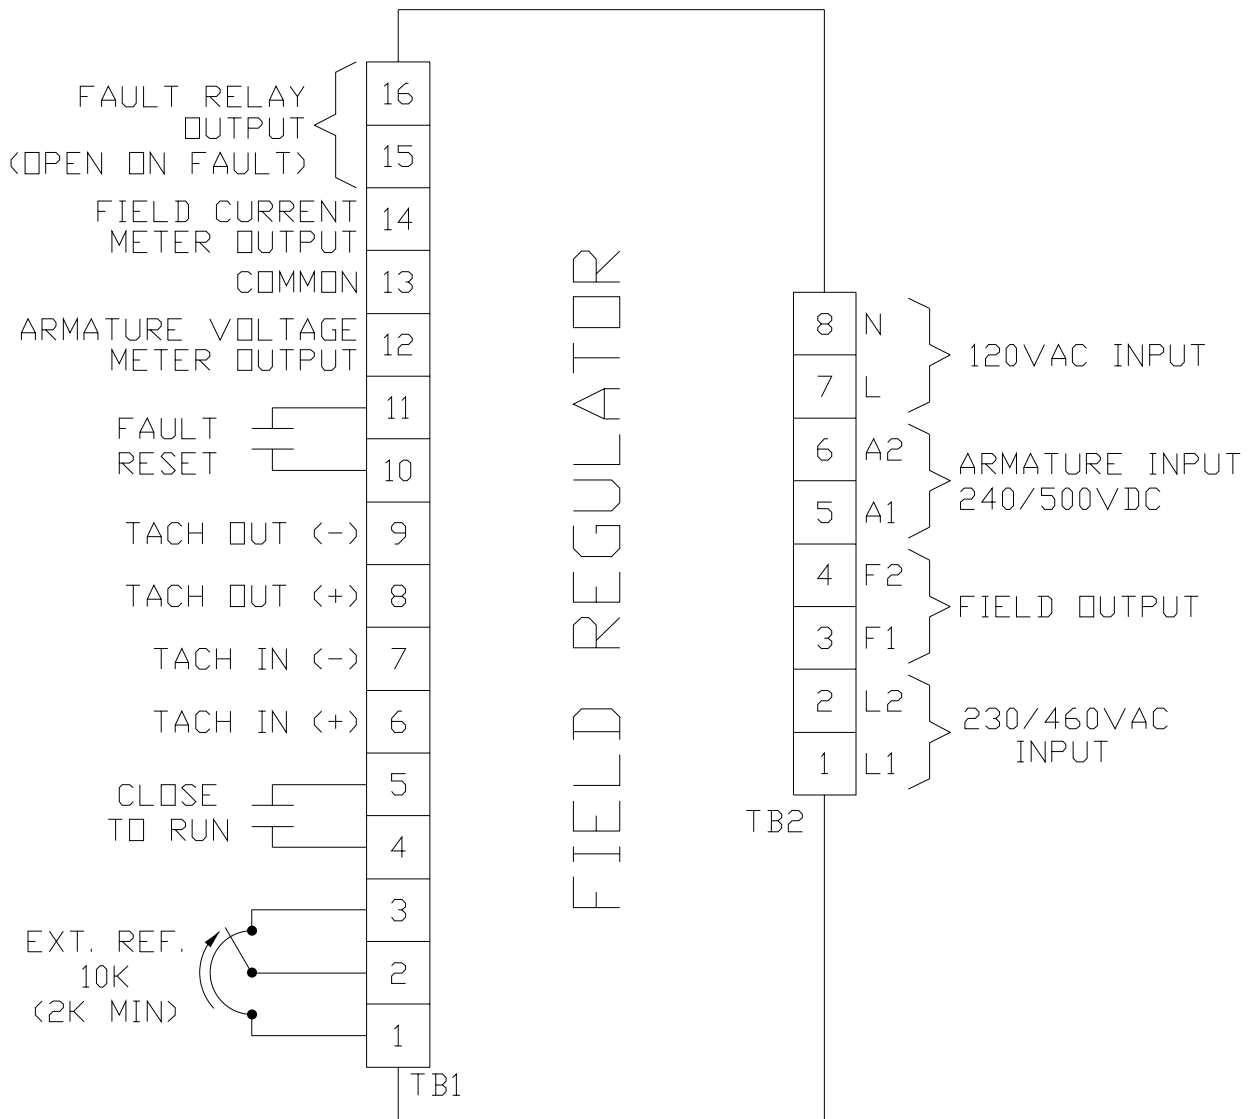 FAULT RELAY
OUTPUT
(OPEN ON FAULT)
16
15
FIELD CURRENT
METER OUTPUT
14
COMMON
13
ARMATURE VOLTAGE
METER OUTPUT
12
FAULT
RESET
11
10
TACH OUT (-)
9
TACH OUT (+)
8
TACH IN (-)
7
TACH IN (+)
6
CLOSE
TO RUN
5
4
EXT. REF.
10K
(2K MIN)
3
2
1
TB1
FIELD REGULATOR
8 N
7 L
120VAC INPUT
6 A2
5 A1
ARMATURE INPUT
240/500VDC
4 F2
3 F1
FIELD OUTPUT
2 L2
1 L1
230/460VAC
INPUT
TB2